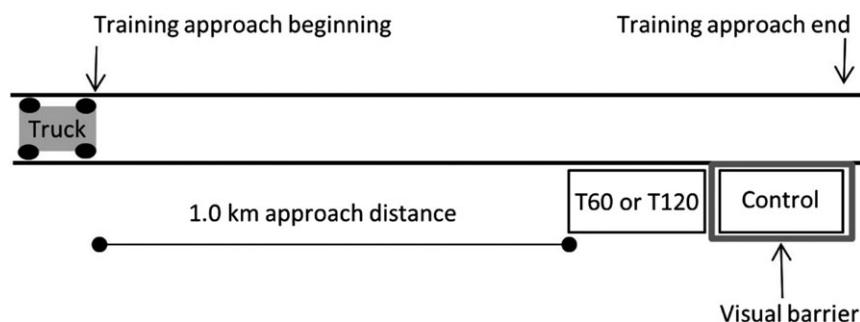 Training approach beginning
Training approach end
Truck
T60 or T120
Control
1.0 km approach distance
Visual barrier